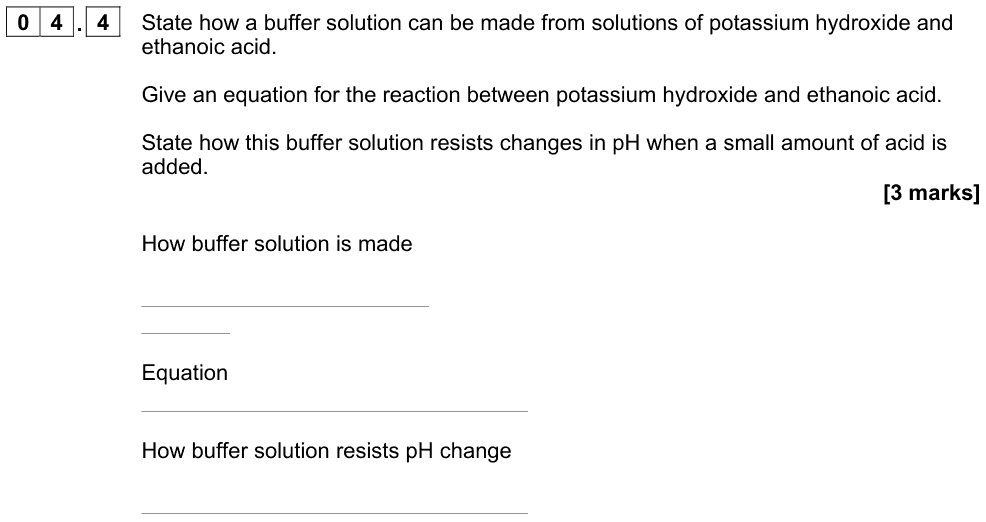 0 4 . 4 State how a buffer solution can be made from solutions of potassium hydroxide and
ethanoic acid.
Give an equation for the reaction between potassium hydroxide and ethanoic acid.
State how this buffer solution resists changes in pH when a small amount of acid is
added.
[3 marks]
How buffer solution is made
Equation
How buffer solution resists pH change